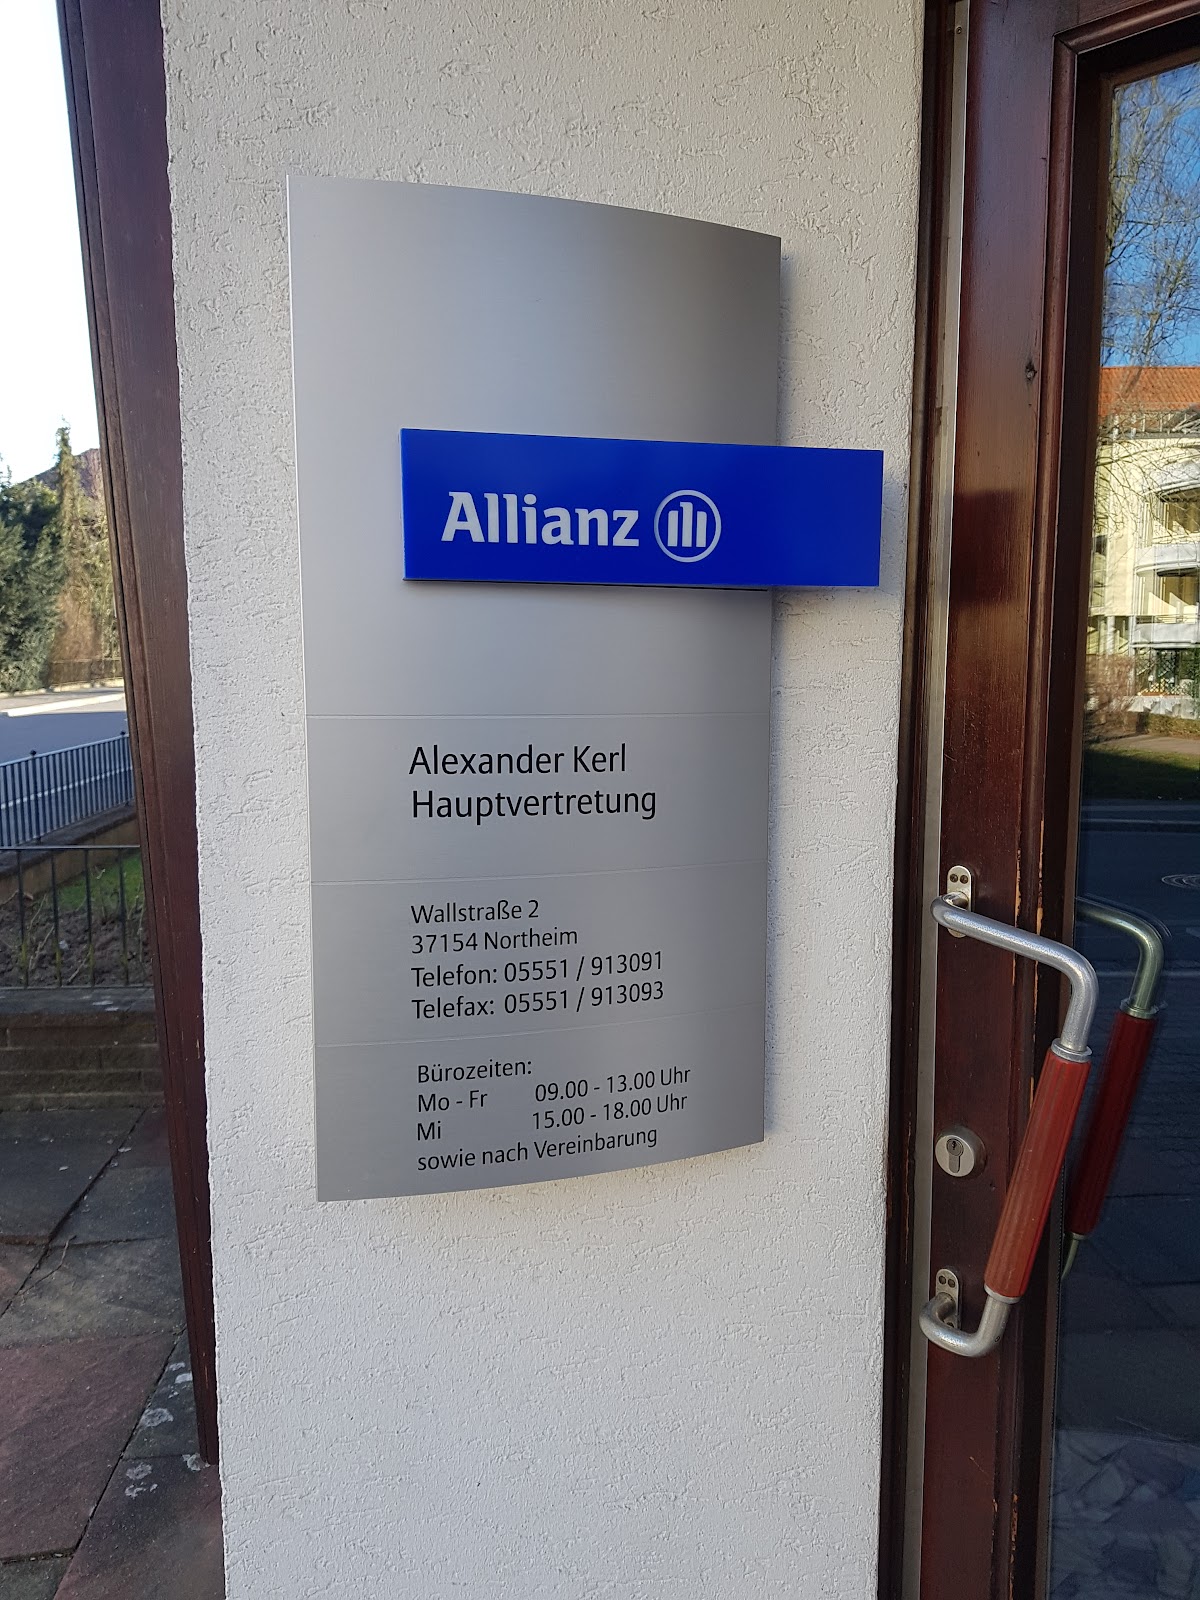 Allianz
Alexander Kerl
Hauptvertretung
Wallstraße 2
37154 Northeim
Telefon: 05551 / 913091
Telefax: 05551 / 913093
Bürozeiten:
Mo - Fr 09.00 - 13.00 Uhr
Mi 15.00 - 18.00 Uhr
sowie nach Vereinbarung